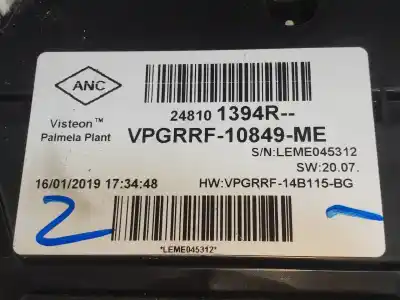 ANC
24810 1394R--
Visteon™
Palmela Plant
VPGRRF-10849-ME
S/N:LEME045312
SW:20.07.
16/01/2019 17:34:48
HW:VPGRRF-14B115-BG
2
*LEME045312*